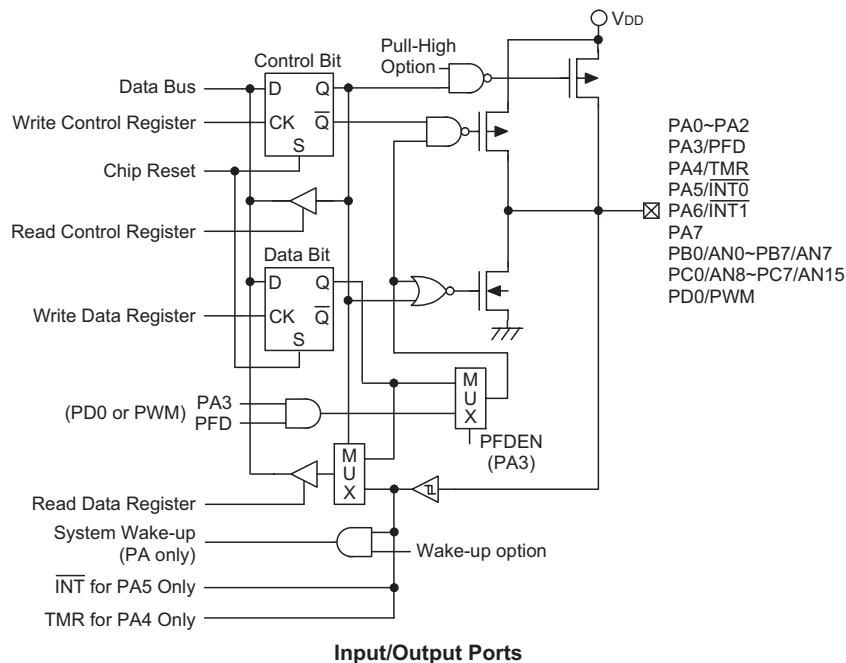 VDD
Control Bit
Pull-High
Option
Data Bus
D
Q
Write Control Register
CK
Q̅
S
Chip Reset
Read Control Register
Data Bit
D
Q
Write Data Register
CK
Q̅
S
PA0~PA2
PA3/PFD
PA4/TMR
PA5/I̅N̅T̅0̅
PA6/I̅N̅T̅1̅
PA7
PB0/AN0~PB7/AN7
PC0/AN8~PC7/AN15
PD0/PWM
M
U
X
(PD0 or PWM)
PA3
PFD
PFDEN
(PA3)
M
U
X
Read Data Register
System Wake-up
(PA only)
Wake-up option
I̅N̅T̅ for PA5 Only
TMR for PA4 Only
Input/Output Ports